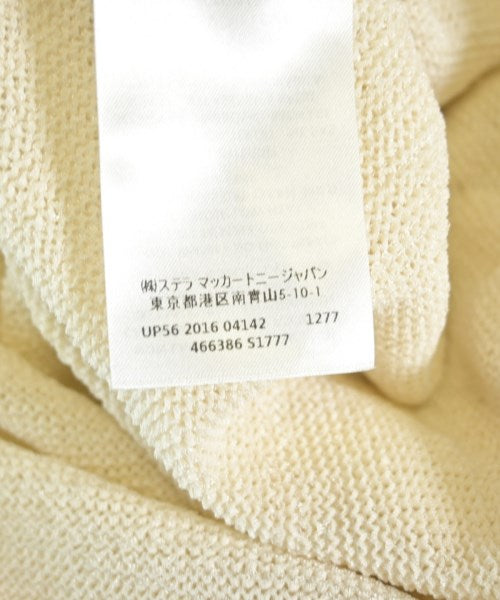 ㈱ステラ マッカートニージャパン
東京都港区南青山5-10-1
UP56 2016 04142 1277
466386 S1777